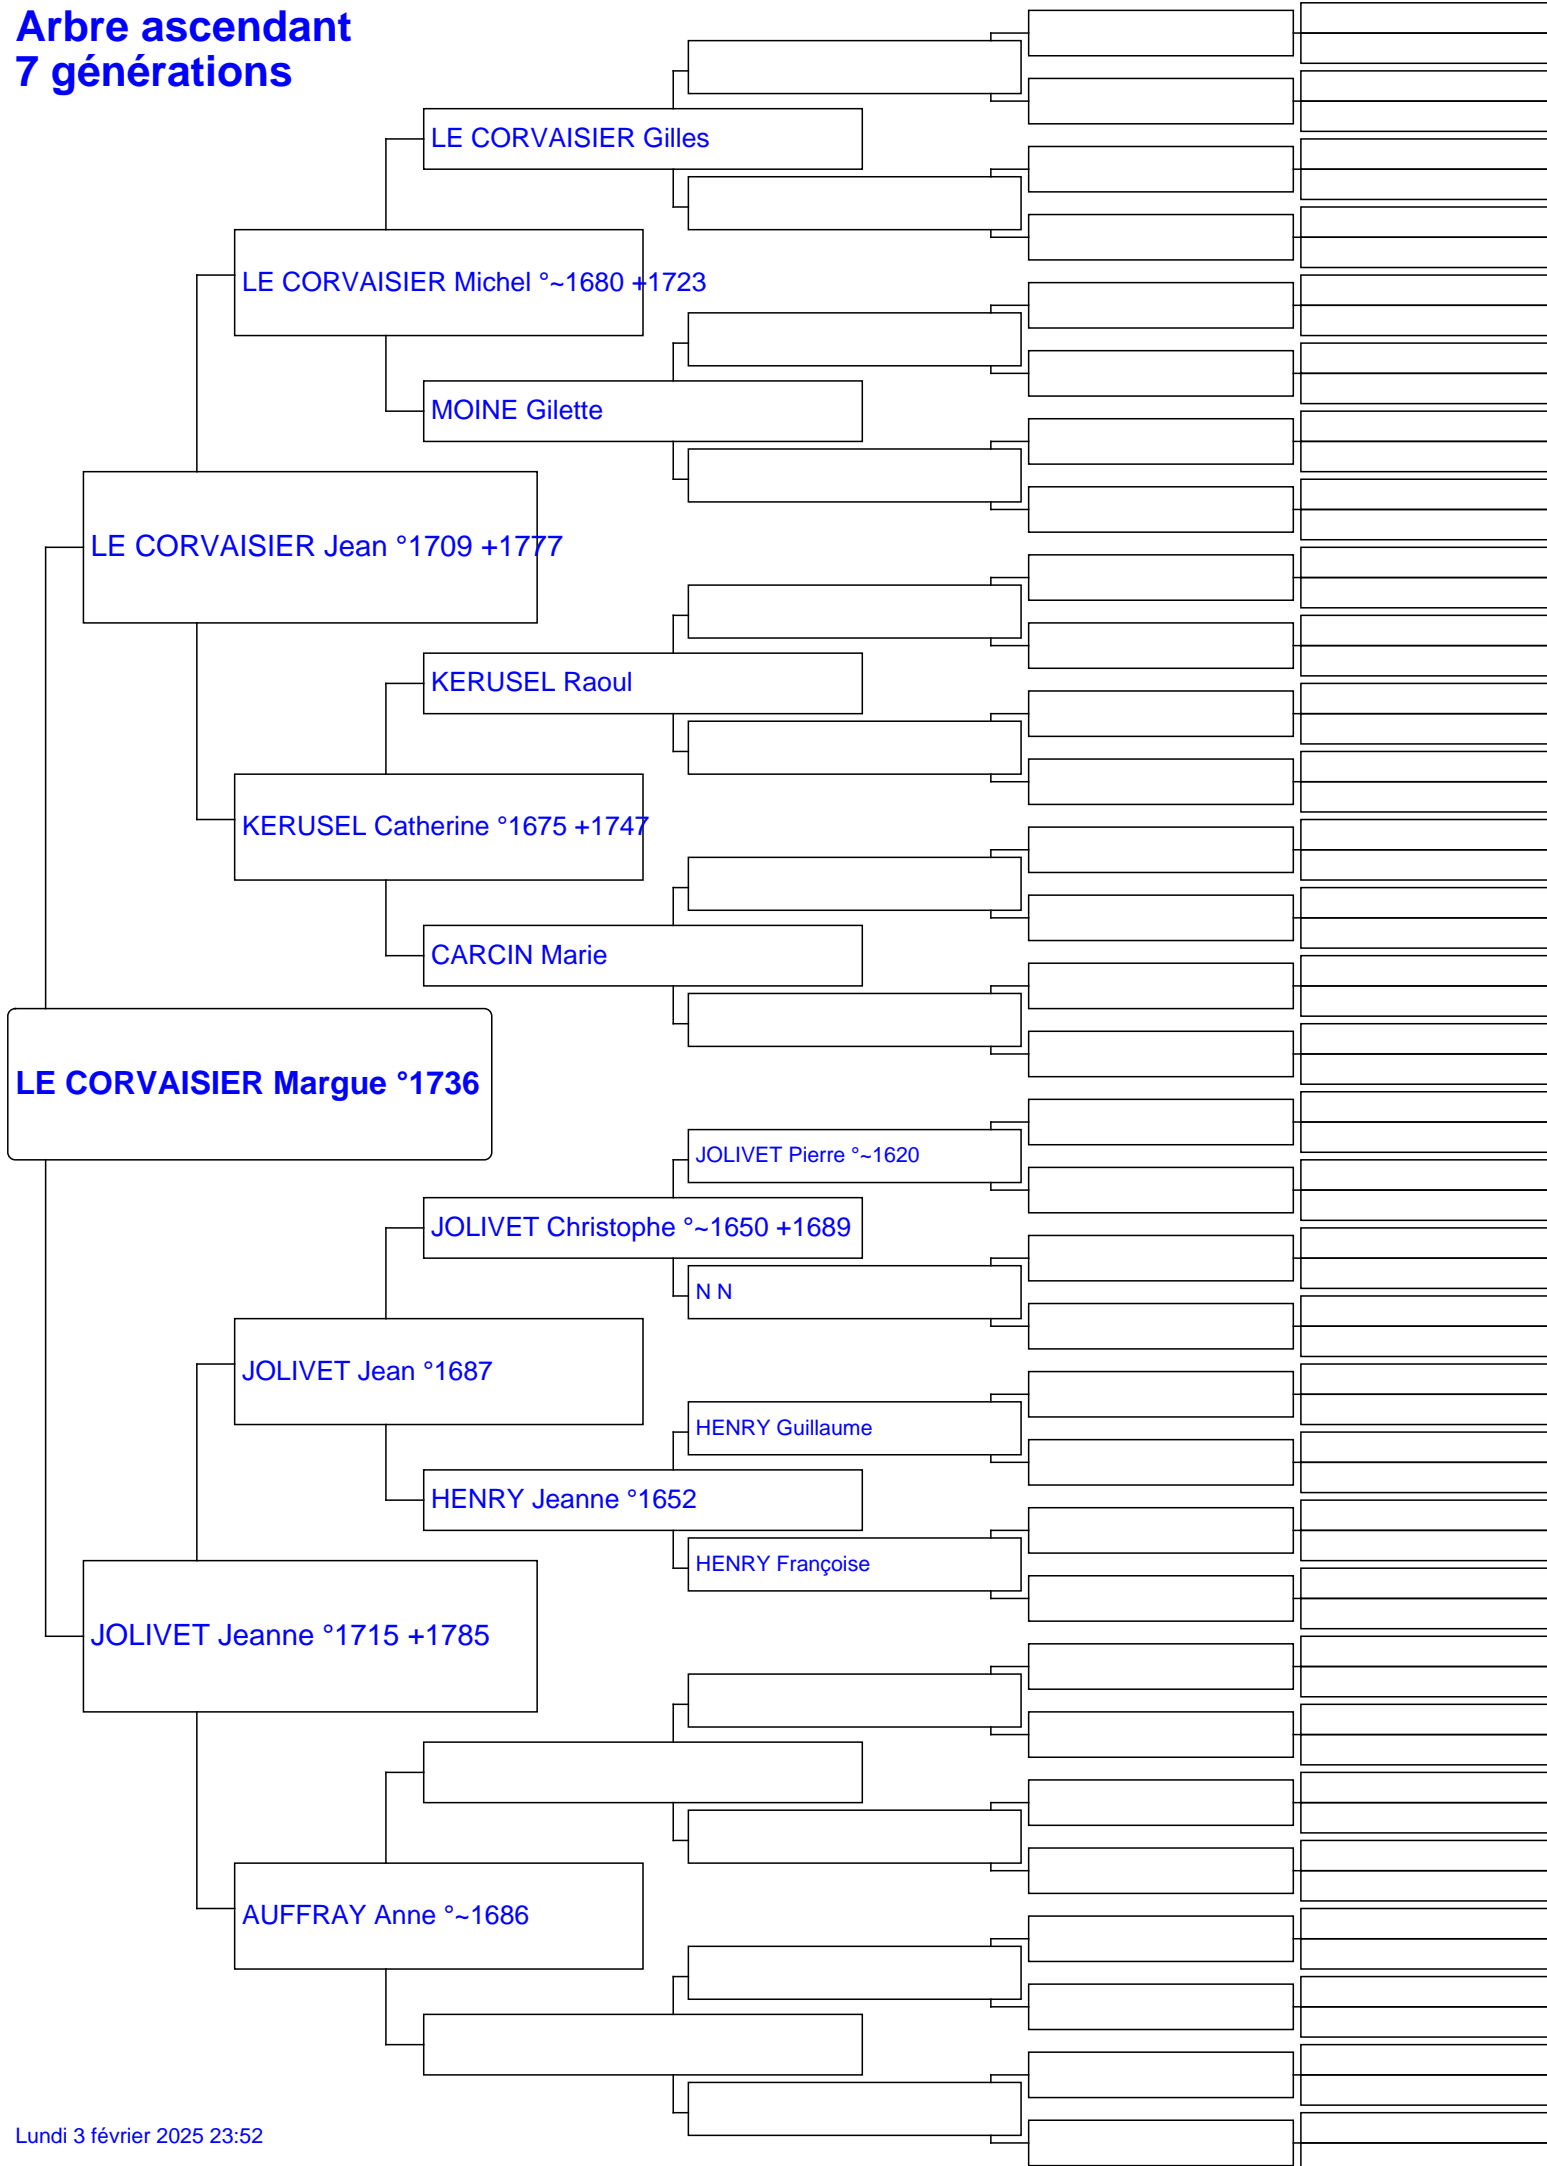 Arbre ascendant
7 générations
LE CORVAISIER Gilles
LE CORVAISIER Michel °~1680 +1723
MOINE Gilette
LE CORVAISIER Jean °1709 +1777
KERUSEL Raoul
KERUSEL Catherine °1675 +1747
CARCIN Marie
LE CORVAISIER Margue °1736
JOLIVET Pierre °~1620
JOLIVET Christophe °~1650 +1689
N N
JOLIVET Jean °1687
HENRY Guillaume
HENRY Jeanne °1652
HENRY Françoise
JOLIVET Jeanne °1715 +1785
AUFFRAY Anne °~1686
Lundi 3 février 2025 23:52